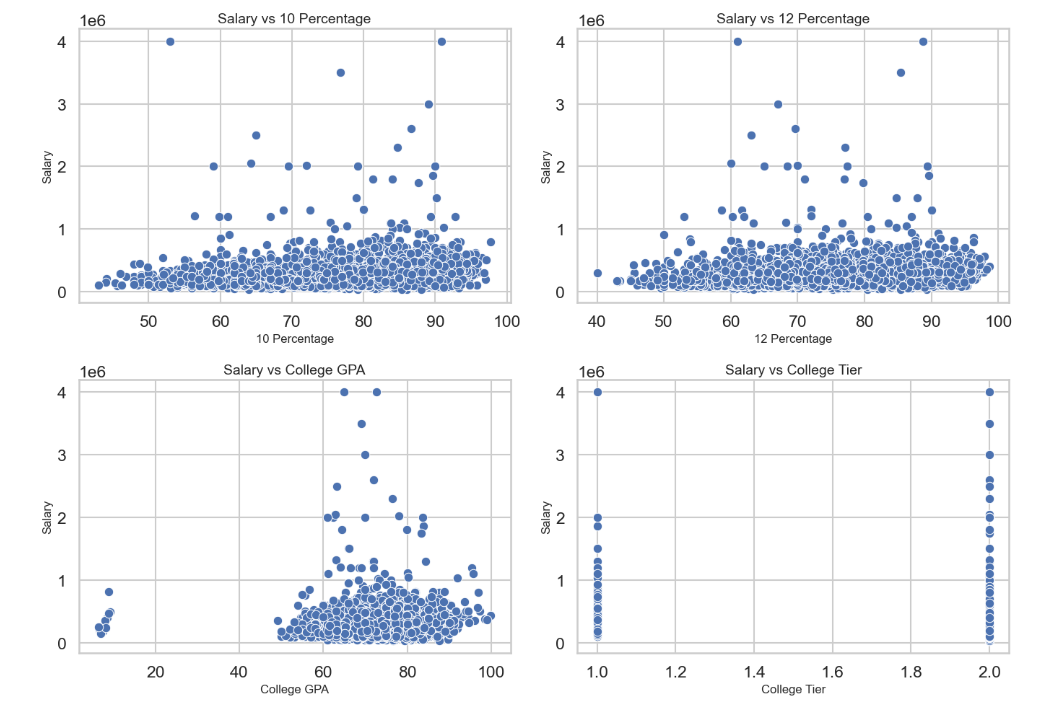 Salary vs 10 Percentage
1e6
4
3
2
1
0
Salary
50 60 70 80 90 100
10 Percentage
Salary vs 12 Percentage
1e6
4
3
2
1
0
Salary
40 50 60 70 80 90 100
12 Percentage
Salary vs College GPA
1e6
4
3
2
1
0
Salary
20 40 60 80 100
College GPA
Salary vs College Tier
1e6
4
3
2
1
0
Salary
1.0 1.2 1.4 1.6 1.8 2.0
College Tier